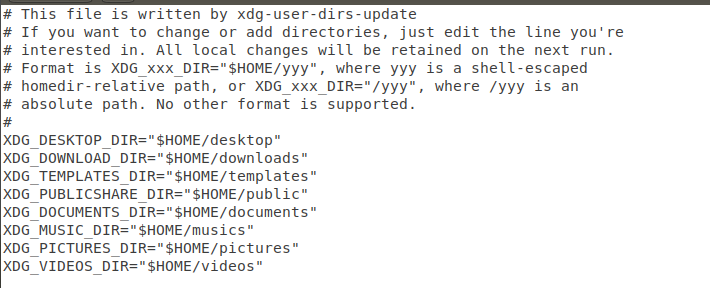 # This file is written by xdg-user-dirs-update
# If you want to change or add directories, just edit the line you're
# interested in. All local changes will be retained on the next run.
# Format is XDG_xxx_DIR="$HOME/yyy", where yyy is a shell-escaped
# homedir-relative path, or XDG_xxx_DIR="/yyy", where /yyy is an
# absolute path. No other format is supported.
#
XDG_DESKTOP_DIR="$HOME/desktop"
XDG_DOWNLOAD_DIR="$HOME/downloads"
XDG_TEMPLATES_DIR="$HOME/templates"
XDG_PUBLICSHARE_DIR="$HOME/public"
XDG_DOCUMENTS_DIR="$HOME/documents"
XDG_MUSIC_DIR="$HOME/musics"
XDG_PICTURES_DIR="$HOME/pictures"
XDG_VIDEOS_DIR="$HOME/videos"